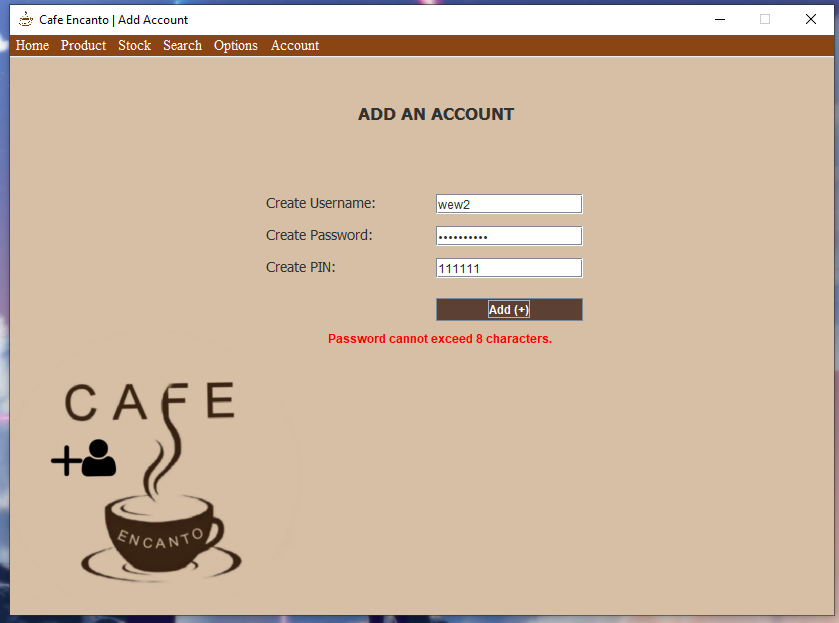 Cafe Encanto | Add Account
Home Product Stock Search Options Account
ADD AN ACCOUNT
Create Username: wew2
Create Password: ••••••••••
Create PIN: 111111
Add (+)
Password cannot exceed 8 characters.
CAFE
ENCANTO